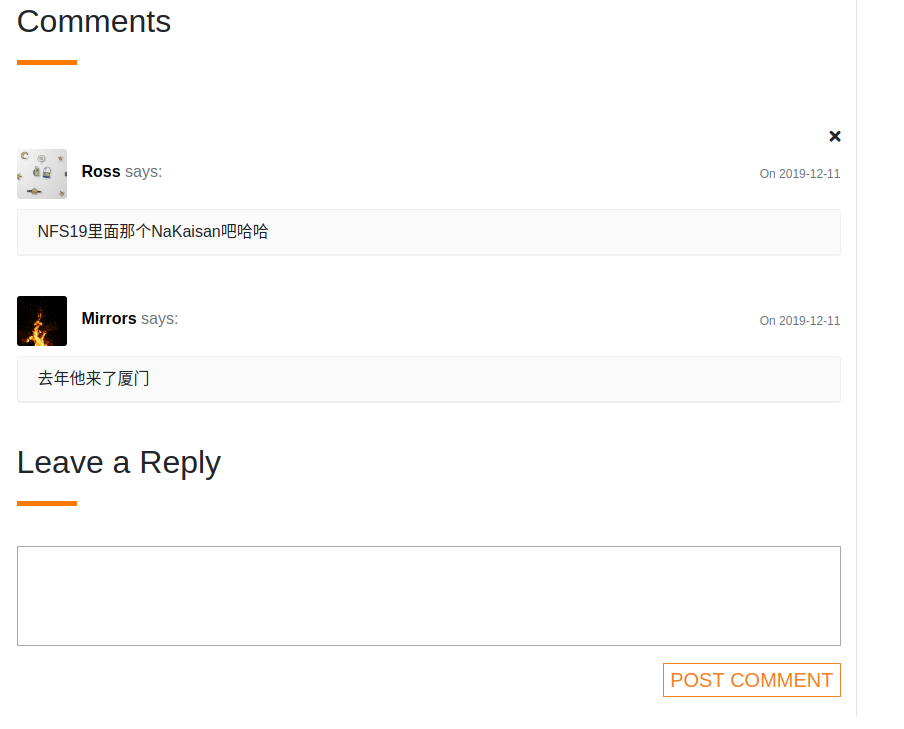 Comments
Ross says:
On 2019-12-11
NFS19里面那个NaKaisan吧哈哈
Mirrors says:
On 2019-12-11
去年他来了厦门
Leave a Reply
POST COMMENT